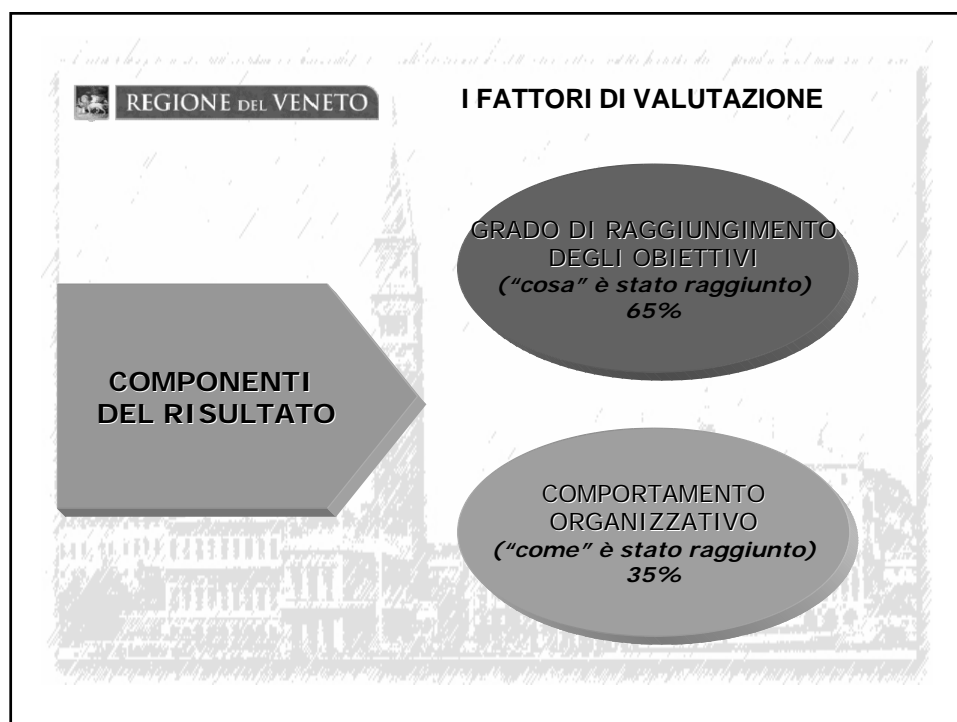 REGIONE DEL VENETO
I FATTORI DI VALUTAZIONE
COMPONENTI
DEL RISULTATO
GRADO DI RAGGIUNGIMENTO
DEGLI OBIETTIVI
(“cosa” è stato raggiunto)
65%
COMPORTAMENTO
ORGANIZZATIVO
(“come” è stato raggiunto)
35%